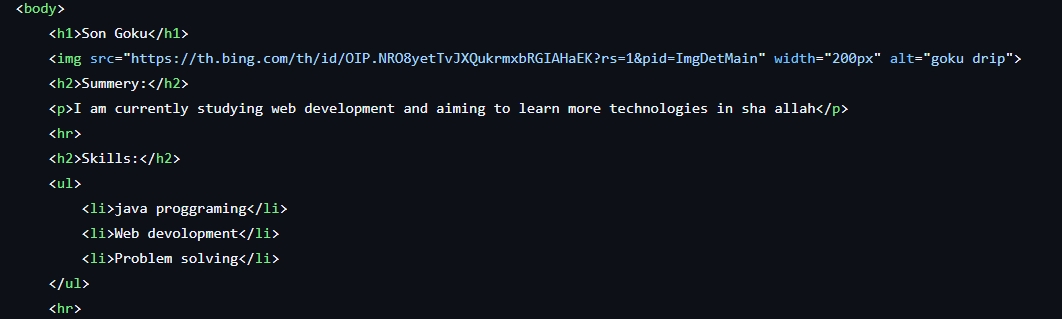 <body>
<h1>Son Goku</h1>
<img src="https://th.bing.com/th/id/OIP.NRO8yetTvJXQukrmxbRGIAHaEK?rs=1&pid=ImgDetMain" width="200px" alt="goku drip">
<h2>Summery:</h2>
<p>I am currently studying web development and aiming to learn more technologies in sha allah</p>
<hr>
<h2>Skills:</h2>
<ul>
<li>java proggraming</li>
<li>Web devolopment</li>
<li>Problem solving</li>
</ul>
<hr>